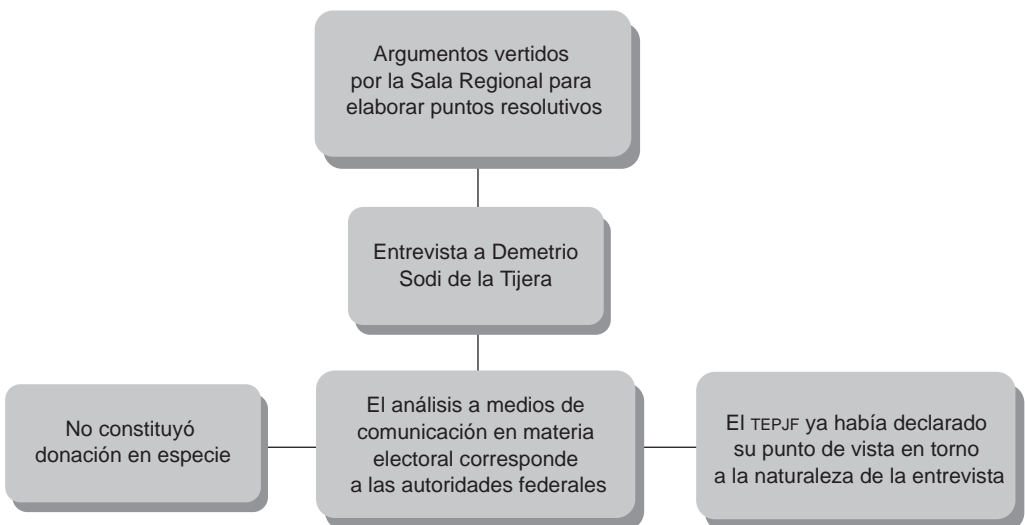 Argumentos vertidos
por la Sala Regional para
elaborar puntos resolutivos
Entrevista a Demetrio
Sodi de la Tijera
No constituyó
donación en especie
El análisis a medios de
comunicación en materia
electoral corresponde
a las autoridades federales
El TEPJF ya había declarado
su punto de vista en torno
a la naturaleza de la entrevista